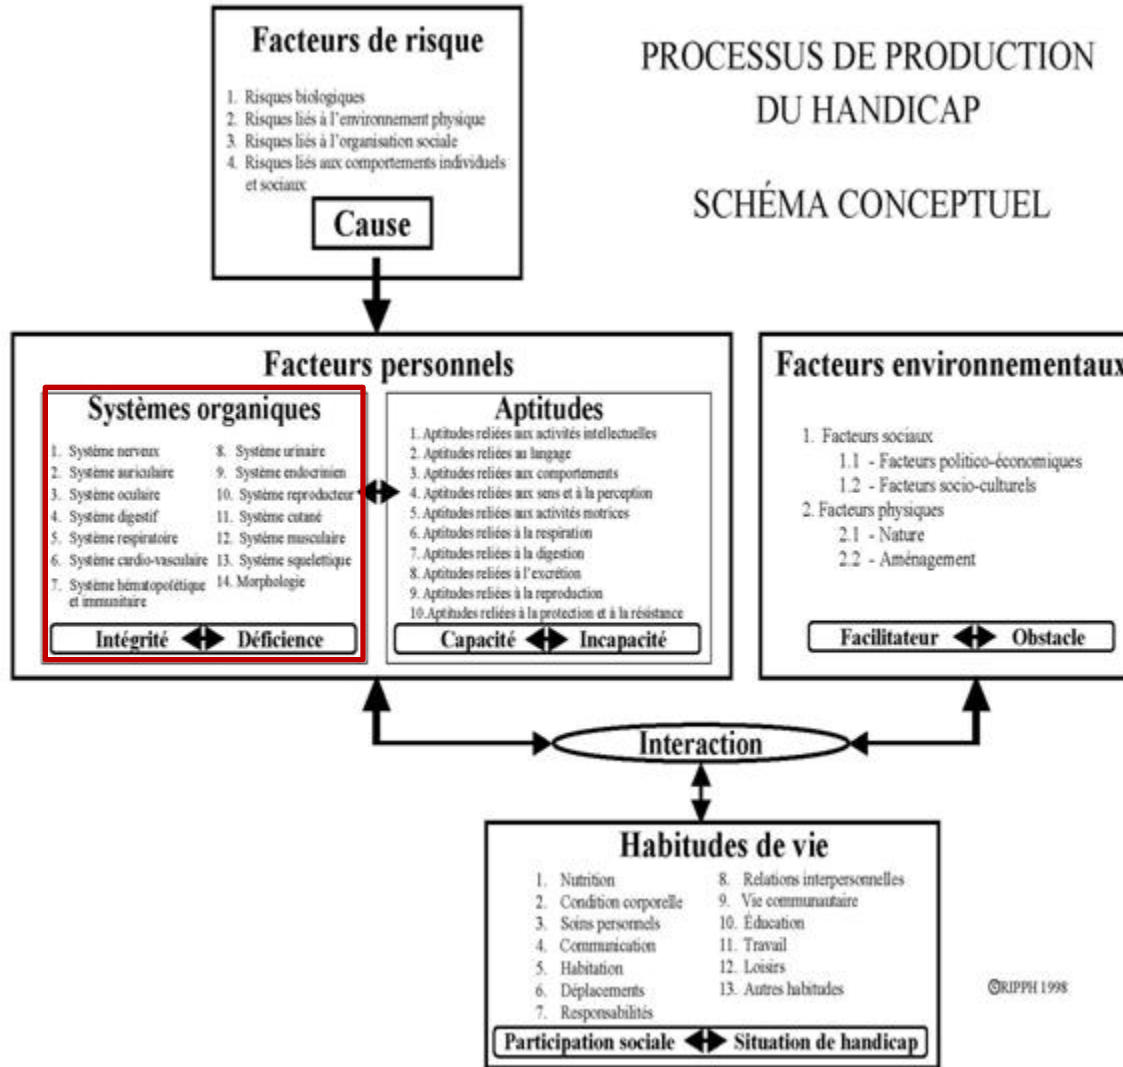 PROCESSUS DE PRODUCTION
DU HANDICAP
SCHÉMA CONCEPTUEL
Facteurs de risque
1. Risques biologiques
2. Risques liés à l'environnement physique
3. Risques liés à l'organisation sociale
4. Risques liés aux comportements individuels
et sociaux
Cause
Facteurs personnels
Systèmes organiques
1. Système nerveux
2. Système auriculaire
3. Système oculaire
4. Système digestif
5. Système respiratoire
6. Système cardio-vasculaire
7. Système hématopoïétique
et immunitaire
8. Système urinaire
9. Système endocrinien
10. Système reproducteur
11. Système cutané
12. Système musculaire
13. Système squelettique
14. Morphologie
Intégrité Déficience
Aptitudes
1. Aptitudes reliées aux activités intellectuelles
2. Aptitudes reliées au langage
3. Aptitudes reliées aux comportements
4. Aptitudes reliées aux sens et à la perception
5. Aptitudes reliées aux activités motrices
6. Aptitudes reliées à la respiration
7. Aptitudes reliées à la digestion
8. Aptitudes reliées à l'excrétion
9. Aptitudes reliées à la reproduction
10. Aptitudes reliées à la protection et à la résistance
Capacité Incapacité
Facteurs environnementaux
1. Facteurs sociaux
1.1 - Facteurs politico-économiques
1.2 - Facteurs socio-culturels
2. Facteurs physiques
2.1 - Nature
2.2 - Aménagement
Facilitateur Obstacle
Interaction
Habitudes de vie
1. Nutrition
2. Condition corporelle
3. Soins personnels
4. Communication
5. Habitation
6. Déplacements
7. Responsabilités
8. Relations interpersonnelles
9. Vie communautaire
10. Éducation
11. Travail
12. Loisirs
13. Autres habitudes
Participation sociale Situation de handicap
©RIPPH 1998